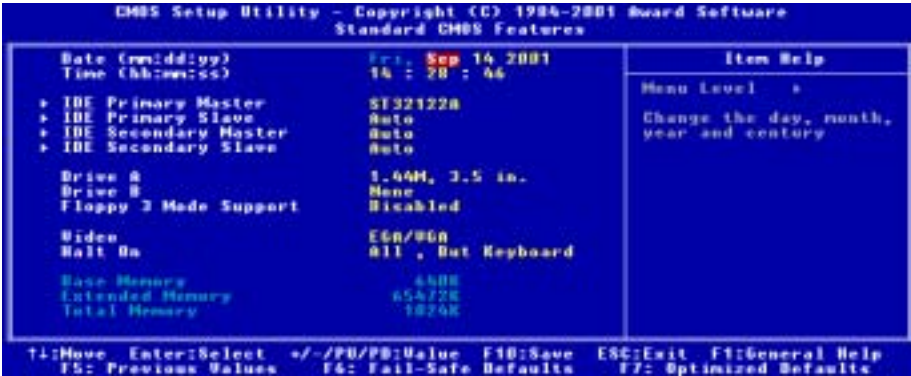 CMOS Setup Utility - Copyright (C) 1984-2001 Award Software
Standard CMOS Features
Date (mm:dd:yy) Fri, Sep 14 2001
Time (hh:mm:ss) 14 : 28 : 46
▸ IDE Primary Master ST32122A
▸ IDE Primary Slave Auto
▸ IDE Secondary Master Auto
▸ IDE Secondary Slave Auto
Drive A 1.44M, 3.5 in.
Drive B None
Floppy 3 Mode Support Disabled
Video EGA/VGA
Halt On All , But Keyboard
Base Memory 640K
Extended Memory 65472K
Total Memory 1024K
Item Help
Menu Level ▸
Change the day, month,
year and century
↑↓:Move Enter:Select +/-/PU/PD:Value F10:Save ESC:Exit F1:General Help
F5: Previous Values F6: Fail-Safe Defaults F7: Optimized Defaults